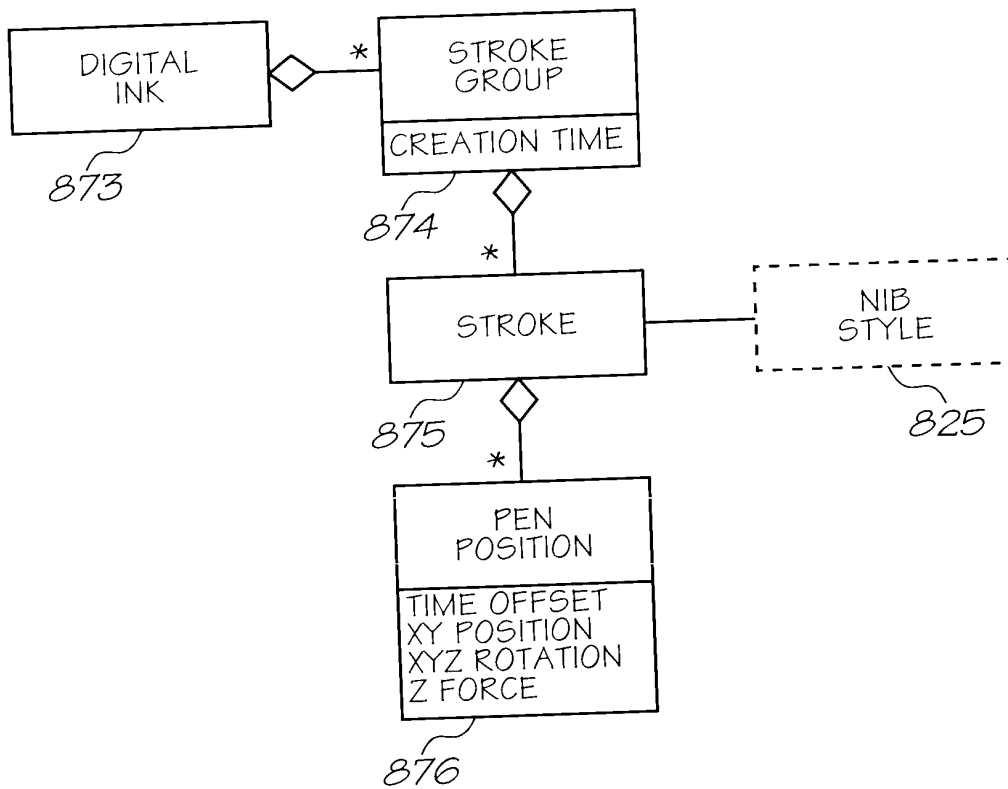 DIGITAL
INK
873
*
STROKE
GROUP
CREATION TIME
874
*
STROKE
875
NIB
STYLE
825
*
PEN
POSITION
TIME OFFSET
XY POSITION
XYZ ROTATION
Z FORCE
876